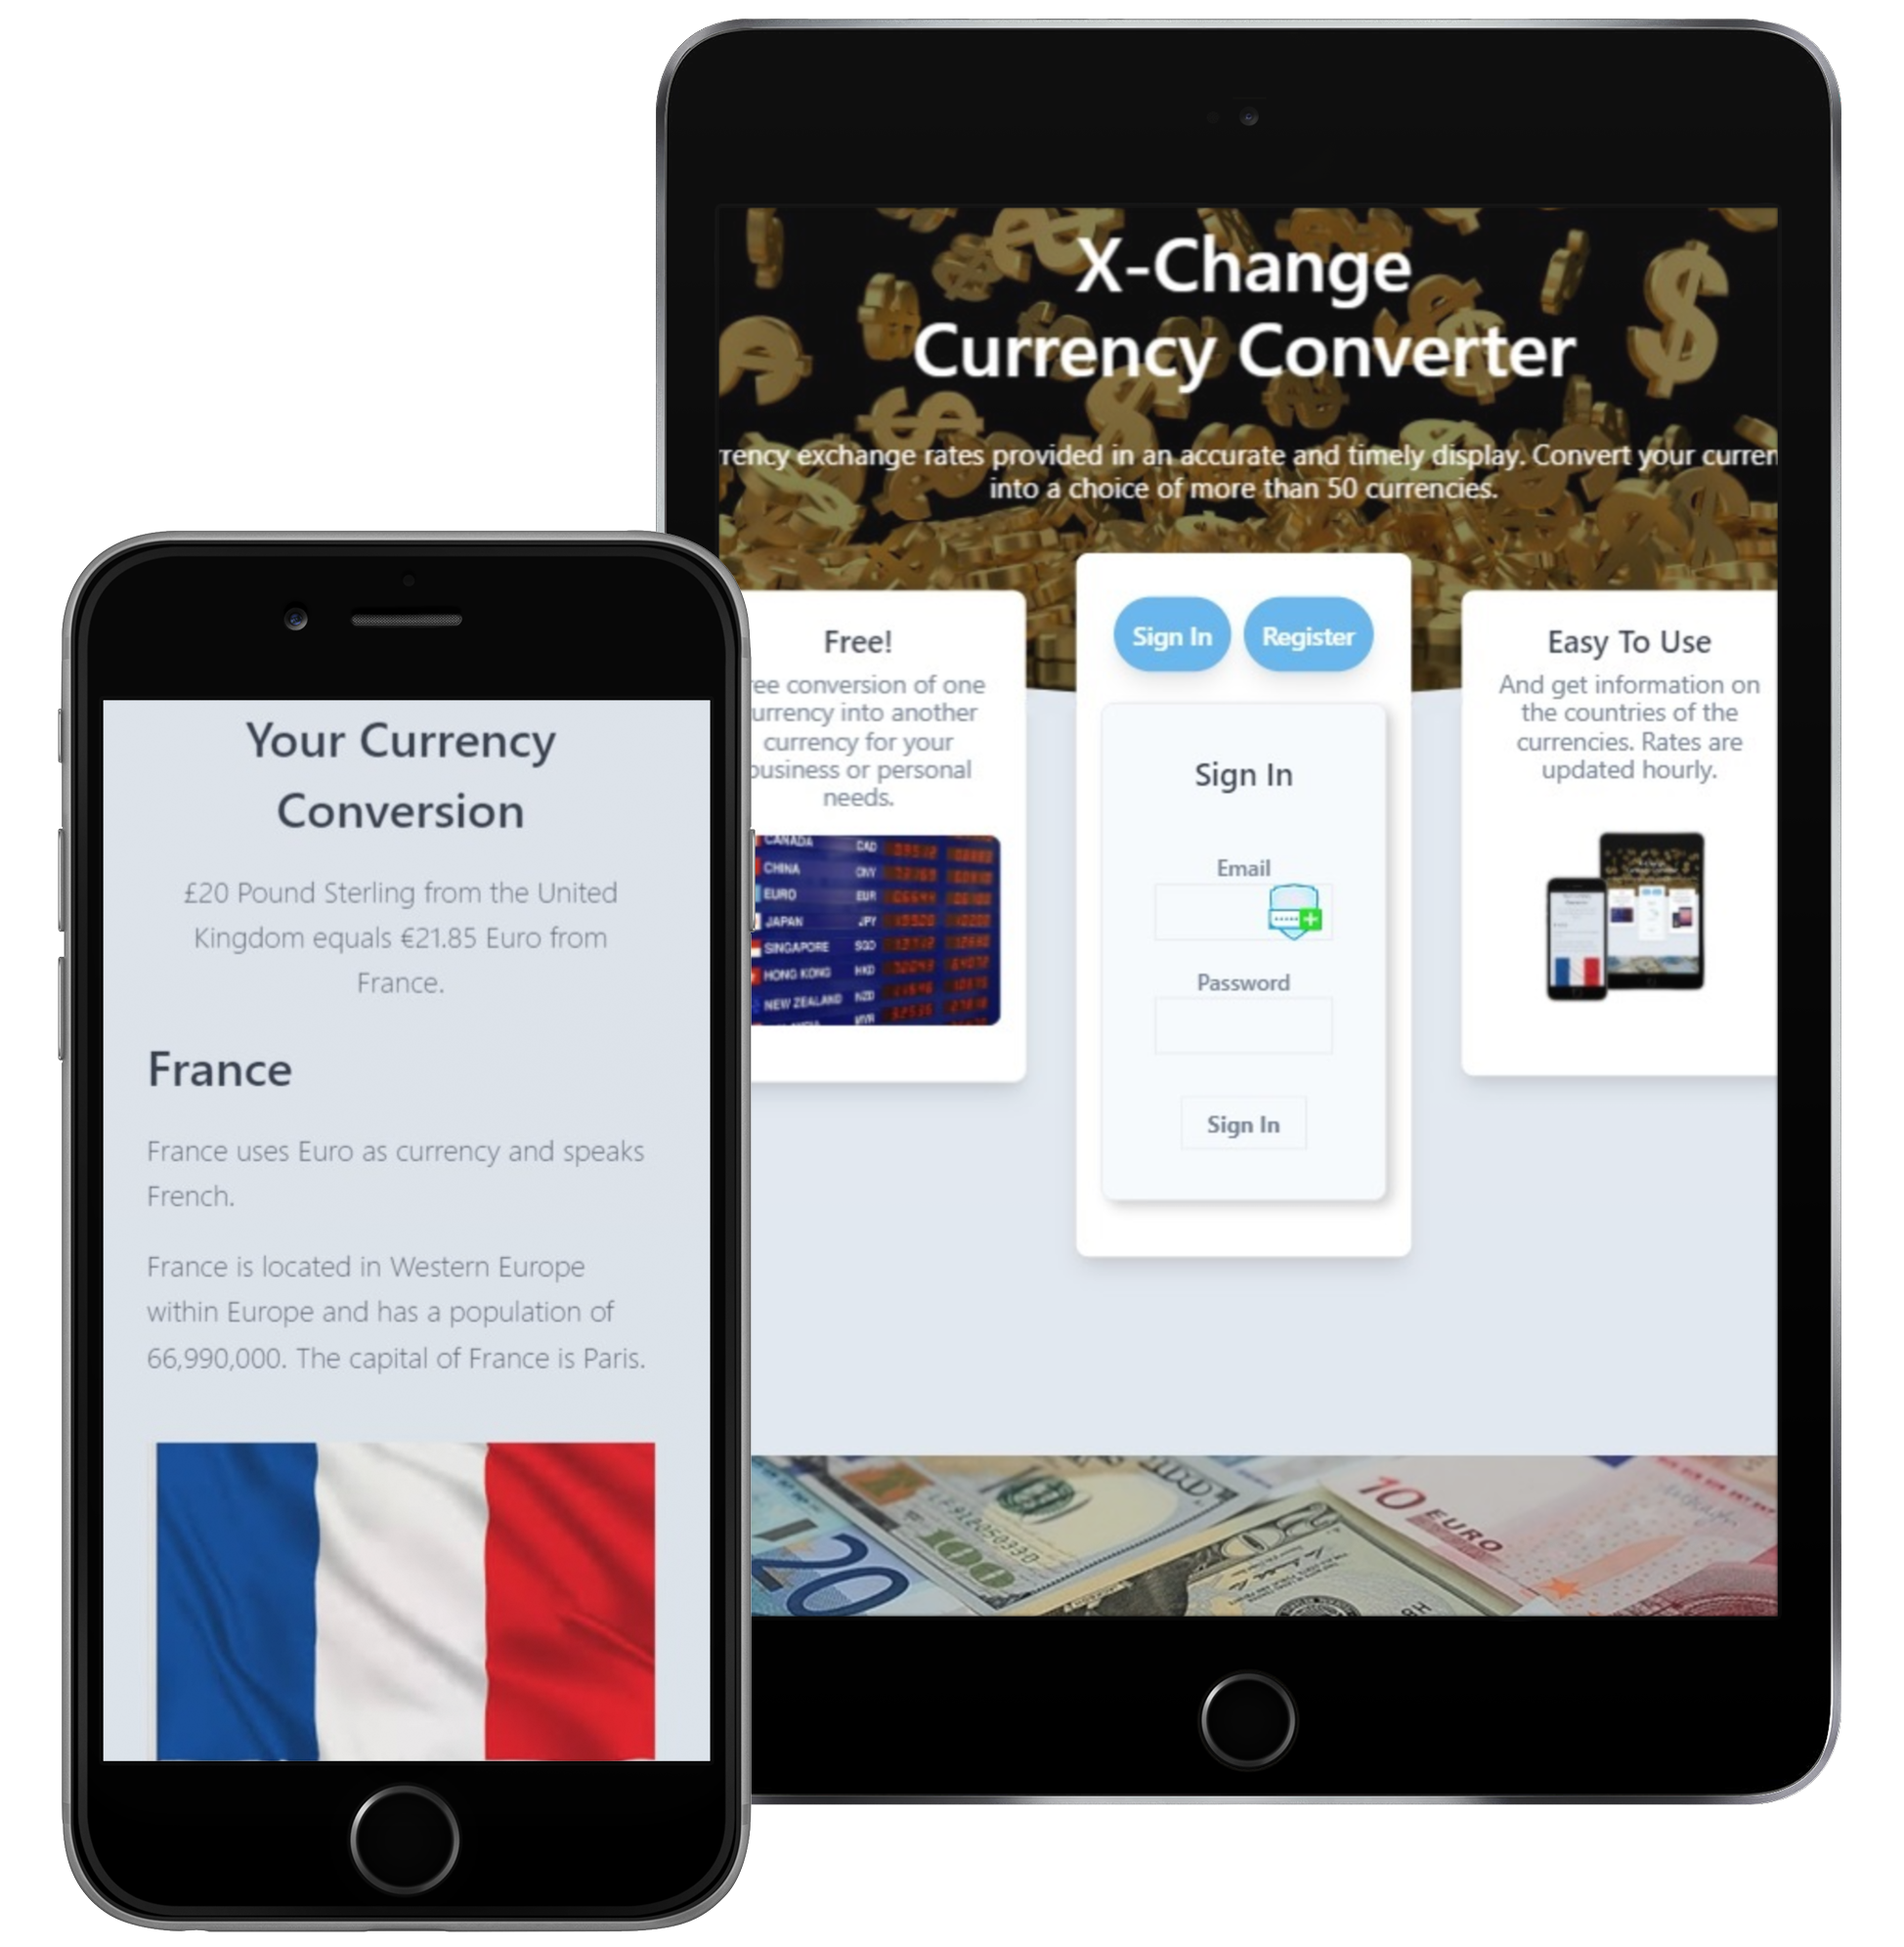 X-Change
Currency Converter
rency exchange rates provided in an accurate and timely display. Convert your curren
into a choice of more than 50 currencies.
Sign In
Register
Free!
ee conversion of one
urrency into another
currency for your
business or personal
needs.
CANADA CAD
CHINA CNY
EURO EUR
JAPAN JPY
SINGAPORE SGD
HONG KONG HKD
NEW ZEALAND NZD
MYR
Sign In
Email
Password
Sign In
Easy To Use
And get information on
the countries of the
currencies. Rates are
updated hourly.
20
100
10
EURO
Your Currency
Conversion
£20 Pound Sterling from the United
Kingdom equals €21.85 Euro from
France.
France
France uses Euro as currency and speaks
French.
France is located in Western Europe
within Europe and has a population of
66,990,000. The capital of France is Paris.